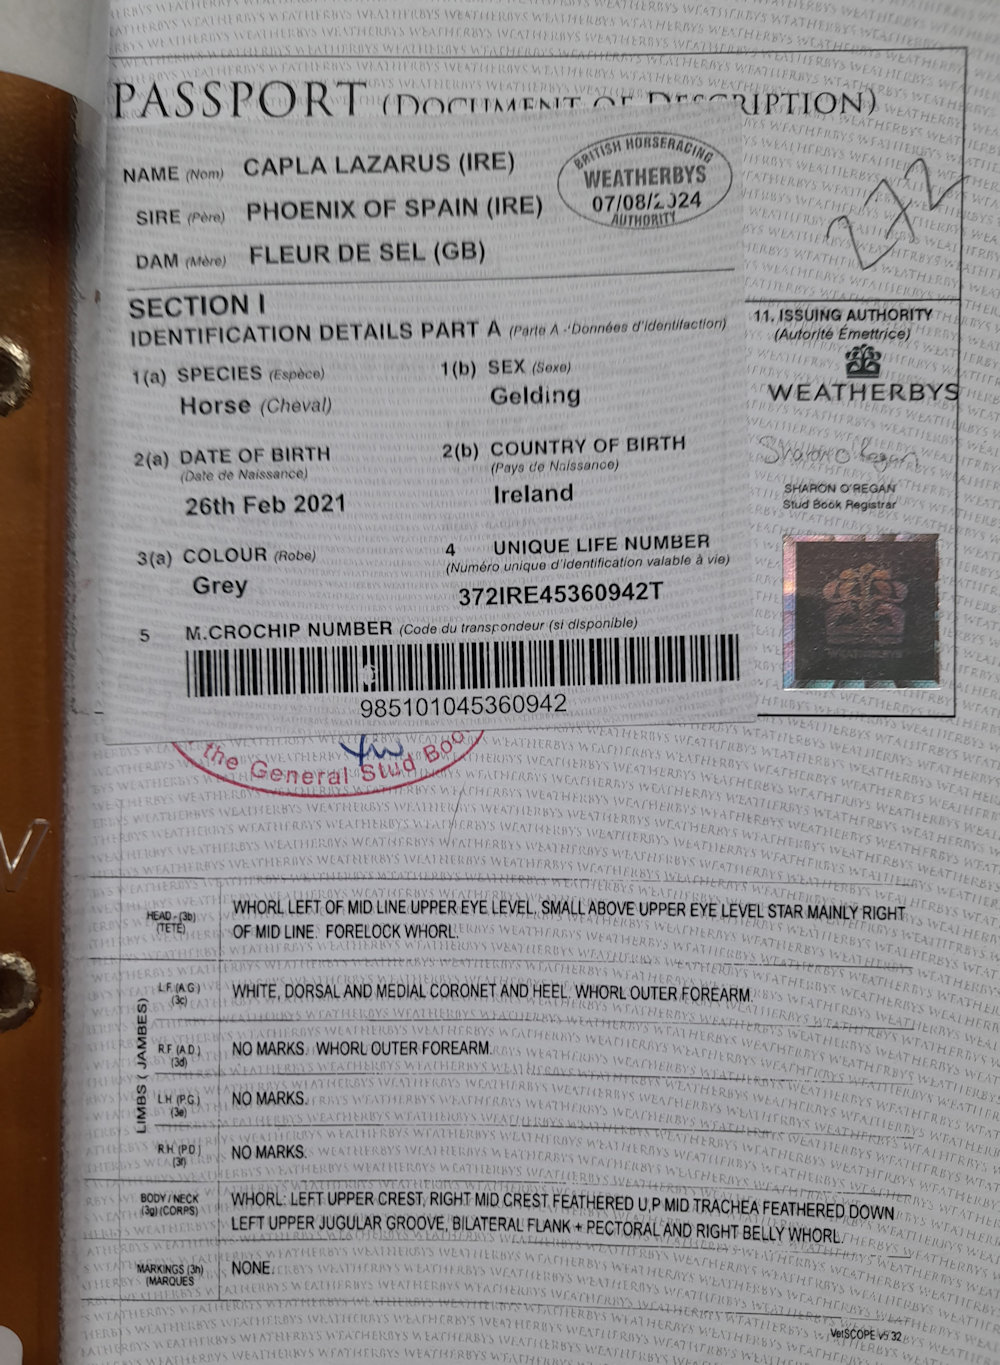 PASSPORT (DOCUMENT OF DESCRIPTION)
NAME (Nom) CAPLA LAZARUS (IRE)
SIRE (Père) PHOENIX OF SPAIN (IRE)
DAM (Mère) FLEUR DE SEL (GB)
BRITISH HORSERACING
WEATHERBYS
07/08/2024
AUTHORITY
232
SECTION I
IDENTIFICATION DETAILS PART A (Partie A - Données d'identifaction)
1(a) SPECIES (Espèce)
Horse (Cheval)
1(b) SEX (Sexe)
Gelding
2(a) DATE OF BIRTH
(Date de Naissance)
26th Feb 2021
2(b) COUNTRY OF BIRTH
(Pays de Naissance)
Ireland
3(a) COLOUR (Robe)
Grey
4 UNIQUE LIFE NUMBER
(Numéro unique d'identification valable à vie)
372IRE45360942T
5 M.CROCHIP NUMBER (Code du transpondeur (si disponible)
985101045360942
11. ISSUING AUTHORITY
(Autorité Émettrice)
WEATHERBYS
Sharon O'Regan
SHARON O'REGAN
Stud Book Registrar
WEATHERBYS
the General Stud Boo
HEAD - (3b)
(TETE)
WHORL LEFT OF MID LINE UPPER EYE LEVEL. SMALL ABOVE UPPER EYE LEVEL STAR MAINLY RIGHT
OF MID LINE. FORELOCK WHORL.
LIMBS ( JAMBES)
L.F. (A.G.)
(3c)
WHITE, DORSAL AND MEDIAL CORONET AND HEEL. WHORL OUTER FOREARM.
R.F. (A.D.)
(3d)
NO MARKS. WHORL OUTER FOREARM.
L.H. (P.G.)
(3e)
NO MARKS.
R.H. (P.D.)
(3f)
NO MARKS.
BODY / NECK
(3g) (CORPS)
WHORL: LEFT UPPER CREST, RIGHT MID CREST FEATHERED U,P MID TRACHEA FEATHERED DOWN
LEFT UPPER JUGULAR GROOVE, BILATERAL FLANK + PECTORAL AND RIGHT BELLY WHORL.
MARKINGS (3h)
(MARQUES
NONE.
VetSCOPE v5.32